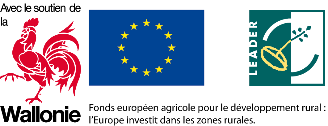 Avec le soutien de
la
LEADER
Wallonie
Fonds européen agricole pour le développement rural :
l'Europe investit dans les zones rurales.